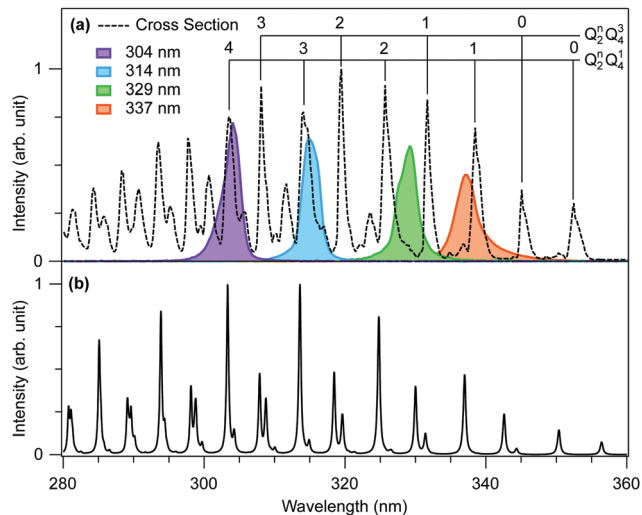 (a) Cross Section
304 nm
314 nm
329 nm
337 nm
3 2 1 0 Q₂ⁿQ₄³
4 3 2 1 0 Q₂ⁿQ₄¹
1
0
Intensity (arb. unit)
(b)
1
0
Intensity (arb. unit)
280 300 320 340 360
Wavelength (nm)